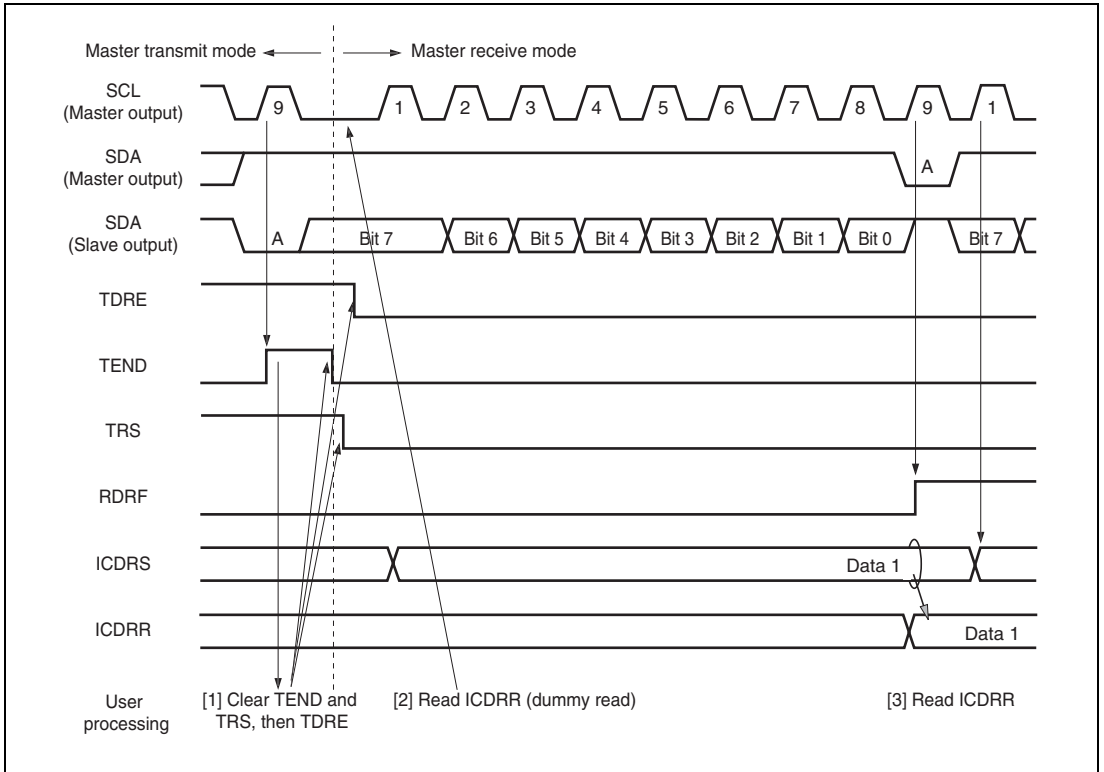 Master transmit mode Master receive mode
SCL
(Master output)
9 1 2 3 4 5 6 7 8 9 1
SDA
(Master output)
A
SDA
(Slave output)
A Bit 7 Bit 6 Bit 5 Bit 4 Bit 3 Bit 2 Bit 1 Bit 0 Bit 7
TDRE
TEND
TRS
RDRF
ICDRS
Data 1
ICDRR
Data 1
User
processing
[1] Clear TEND and
TRS, then TDRE
[2] Read ICDRR (dummy read)
[3] Read ICDRR